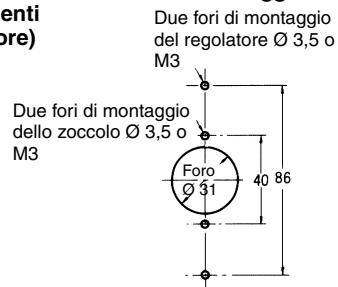 enti
ore)
Due fori di montaggio
del regolatore Ø 3,5 o
M3
Due fori di montaggio
dello zoccolo Ø 3,5 o
M3
Foro
Ø 31
40
86